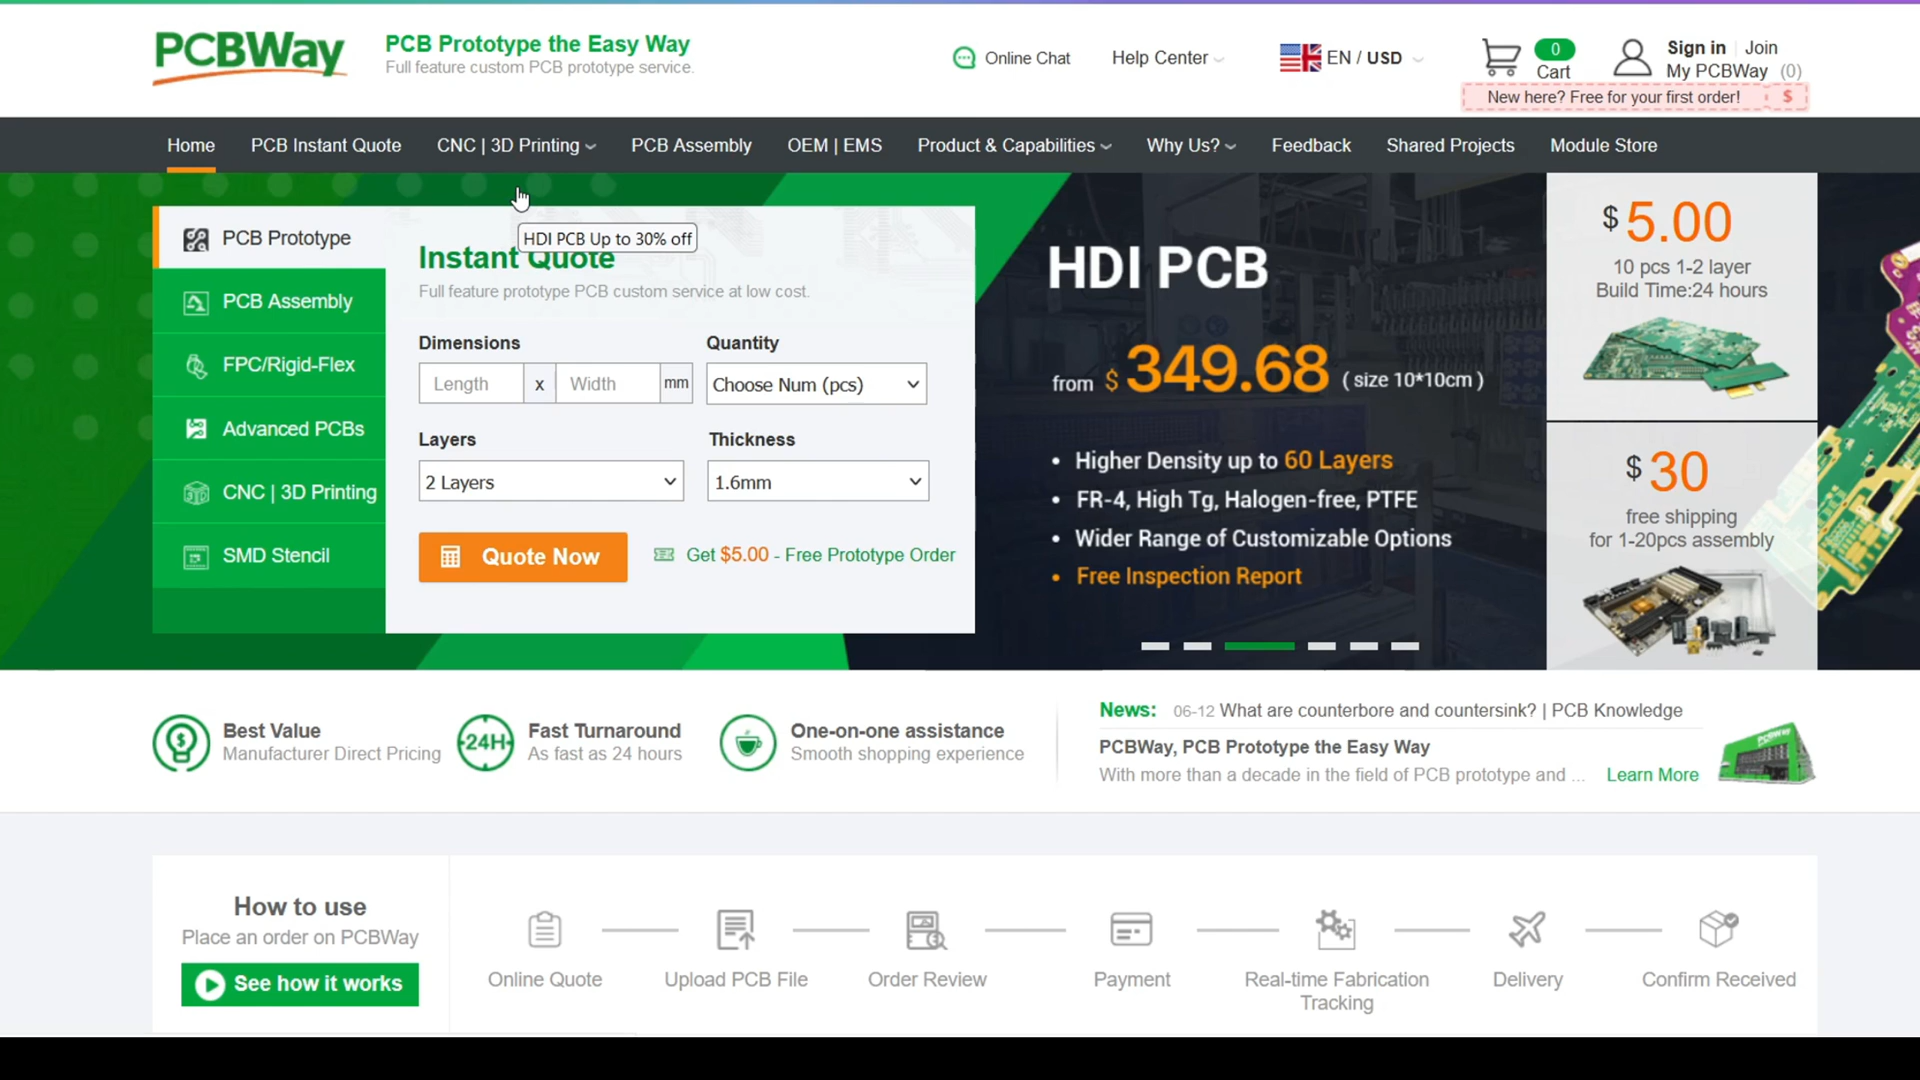 PCBWay
PCB Prototype the Easy Way
Full feature custom PCB prototype service.
Online Chat
Help Center
EN / USD
0
Cart
Sign in
Join
My PCBWay (0)
New here? Free for your first order! $
Home
PCB Instant Quote
CNC | 3D Printing
PCB Assembly
OEM | EMS
Product & Capabilities
Why Us?
Feedback
Shared Projects
Module Store
PCB Prototype
PCB Assembly
FPC/Rigid-Flex
Advanced PCBs
CNC | 3D Printing
SMD Stencil
HDI PCB Up to 30% off
Instant Quote
Full feature prototype PCB custom service at low cost.
Dimensions
Quantity
Length x Width mm
Choose Num (pcs)
Layers
Thickness
2 Layers
1.6mm
Quote Now
Get $5.00 - Free Prototype Order
HDI PCB
from $ 349.68 ( size 10*10cm )
• Higher Density up to 60 Layers
• FR-4, High Tg, Halogen-free, PTFE
• Wider Range of Customizable Options
• Free Inspection Report
$ 5.00
10 pcs 1-2 layer
Build Time:24 hours
$ 30
free shipping
for 1-20pcs assembly
Best Value
Manufacturer Direct Pricing
24H
Fast Turnaround
As fast as 24 hours
One-on-one assistance
Smooth shopping experience
News: 06-12 What are counterbore and countersink? | PCB Knowledge
PCBWay, PCB Prototype the Easy Way
With more than a decade in the field of PCB prototype and ... Learn More
PCBWay
How to use
Place an order on PCBWay
See how it works
Online Quote
Upload PCB File
Order Review
Payment
Real-time Fabrication
Tracking
Delivery
Confirm Received